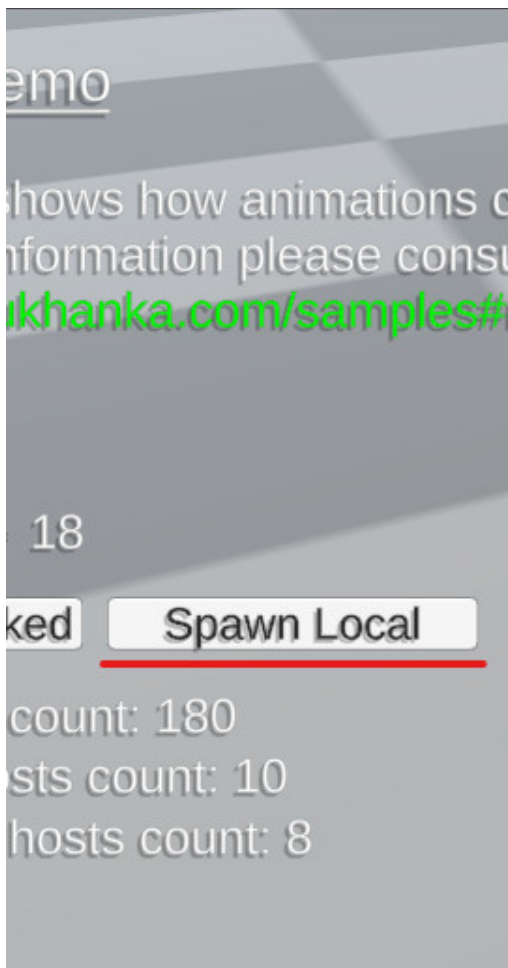 emo
shows how animations c
nformation please consu
ukhanka.com/samples#
18
ked
Spawn Local
count: 180
osts count: 10
hosts count: 8